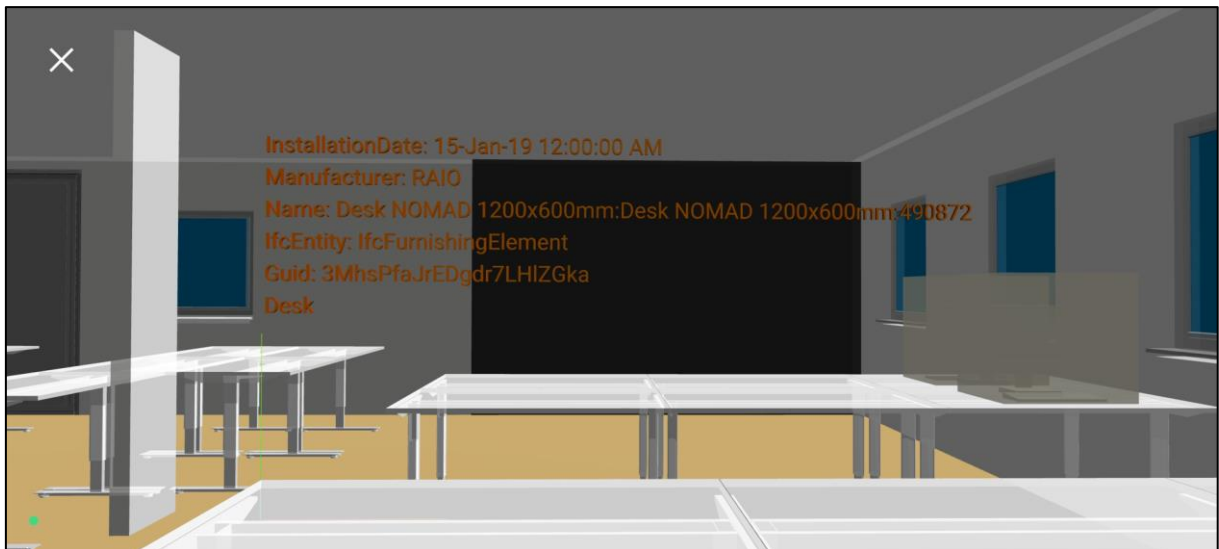 InstallationDate: 15-Jan-19 12:00:00 AM
Manufacturer: RAIO
Name: Desk NOMAD 1200x600mm:Desk NOMAD 1200x600mm:490872
IfcEntity: IfcFurnishingElement
Guid: 3MhsPfaJrEDgdr7LHlZGka
Desk